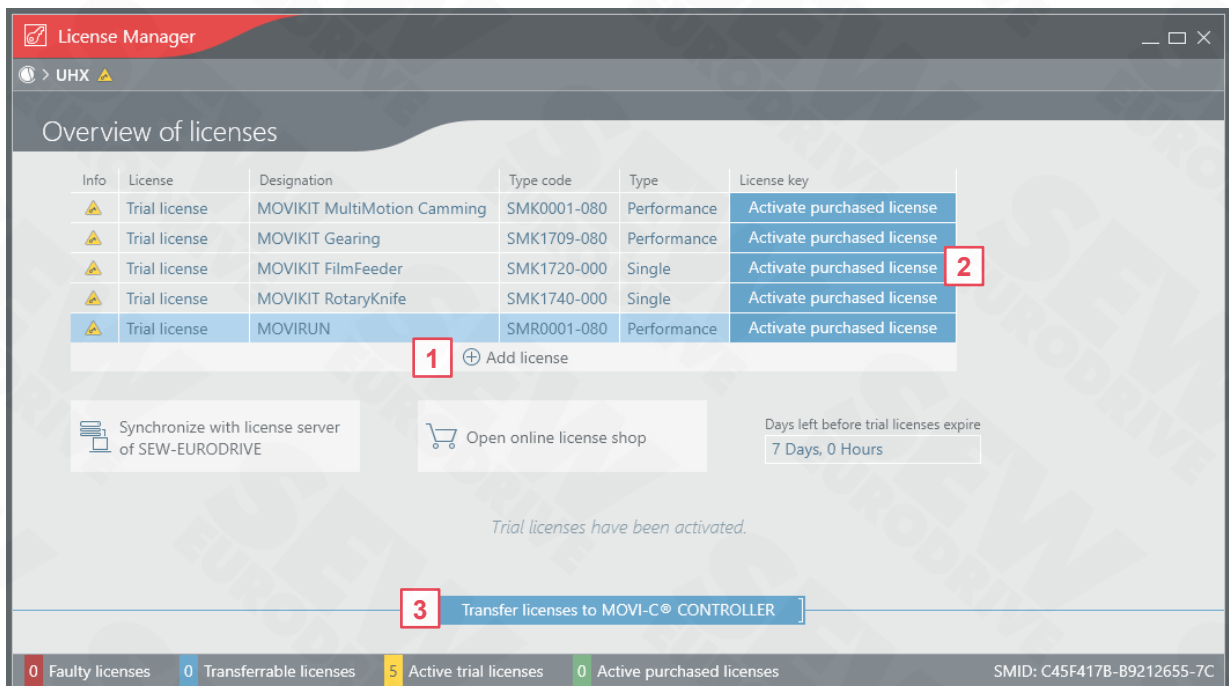 License Manager
> UHX
Overview of licenses
Info License Designation Type code Type License key
Trial license MOVIKIT MultiMotion Camming SMK0001-080 Performance Activate purchased license
Trial license MOVIKIT Gearing SMK1709-080 Performance Activate purchased license
Trial license MOVIKIT FilmFeeder SMK1720-000 Single Activate purchased license 2
Trial license MOVIKIT RotaryKnife SMK1740-000 Single Activate purchased license
Trial license MOVIRUN SMR0001-080 Performance Activate purchased license
1 Add license
Synchronize with license server
of SEW-EURODRIVE
Open online license shop
Days left before trial licenses expire
7 Days, 0 Hours
Trial licenses have been activated.
3 Transfer licenses to MOVI-C® CONTROLLER
0 Faulty licenses 0 Transferrable licenses 5 Active trial licenses 0 Active purchased licenses SMID: C45F417B-B9212655-7C